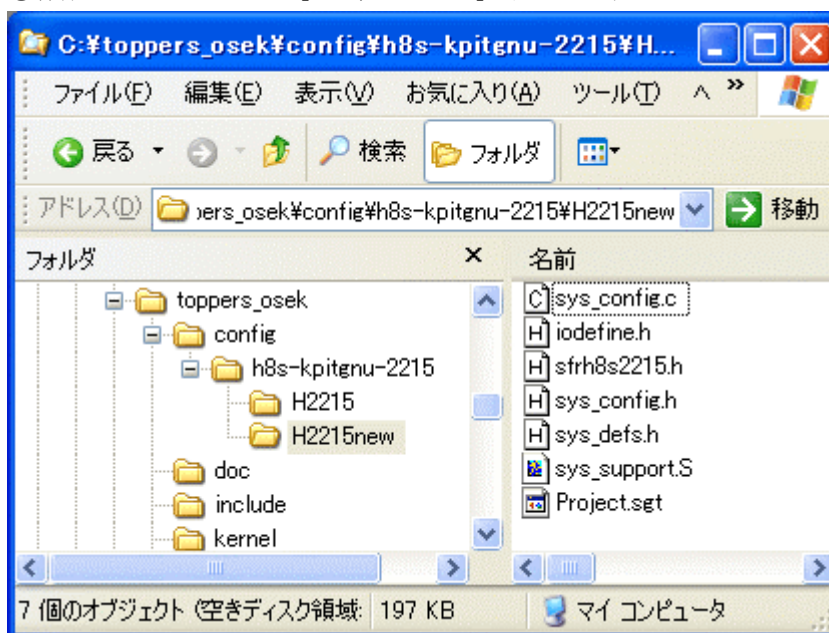 C:¥toppers_osek¥config¥h8s-kpitgnu-2215¥H...
ファイル(F) 編集(E) 表示(V) お気に入り(A) ツール(T) ヘ »
戻る 検索 フォルダ
アドレス(D) pers_osek¥config¥h8s-kpitgnu-2215¥H2215new 移動
フォルダ × 名前
toppers_osek
config
h8s-kpitgnu-2215
H2215
H2215new
doc
include
kernel
sys_config.c
iodefine.h
sfrh8s2215.h
sys_config.h
sys_defs.h
sys_support.S
Project.sgt
7 個のオブジェクト (空きディスク領域: 197 KB マイ コンピュータ